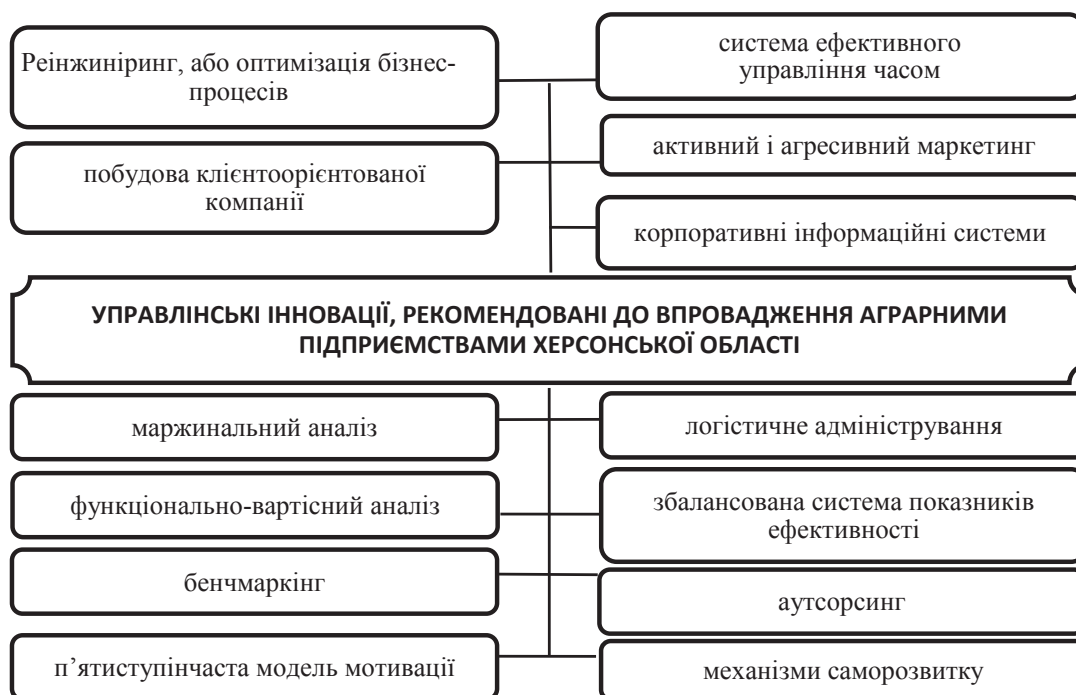 Реінжиніринг, або оптимізація бізнес-
процесів
система ефективного
управління часом
побудова клієнтоорієнтованої
компанії
активний і агресивний маркетинг
корпоративні інформаційні системи
УПРАВЛІНСЬКІ ІННОВАЦІЇ, РЕКОМЕНДОВАНІ ДО ВПРОВАДЖЕННЯ АГРАРНИМИ
ПІДПРИЄМСТВАМИ ХЕРСОНСЬКОЇ ОБЛАСТІ
маржинальний аналіз
логістичне адміністрування
функціонально-вартісний аналіз
збалансована система показників
ефективності
бенчмаркінг
аутсорсинг
п’ятиступінчаста модель мотивації
механізми саморозвитку